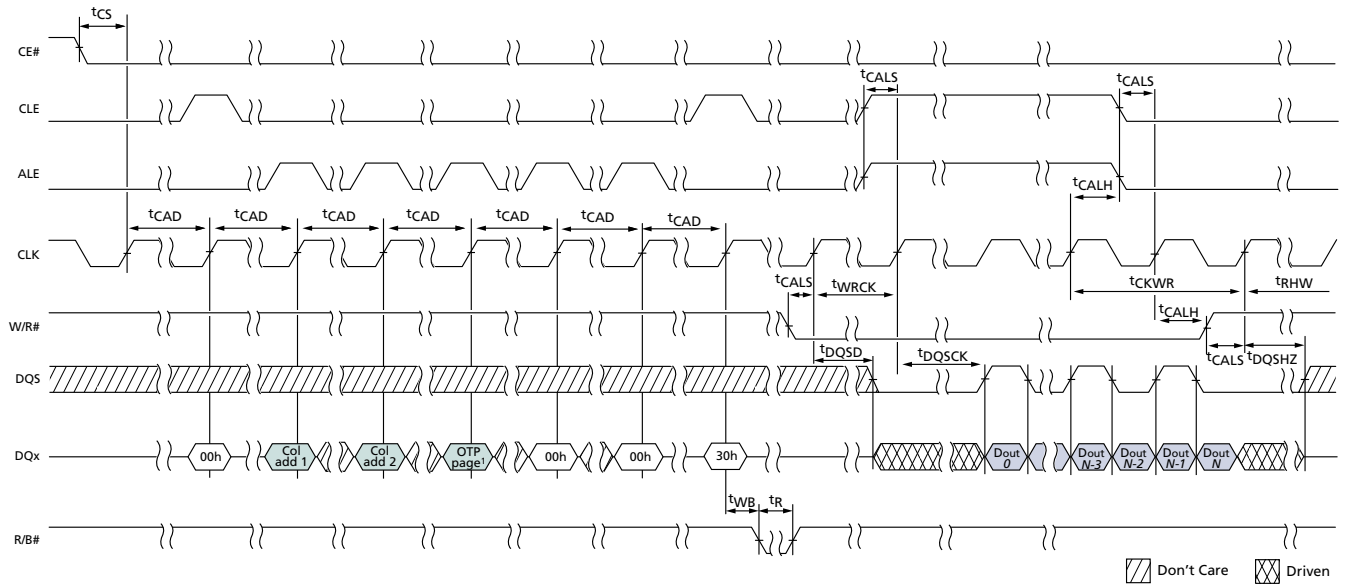 tCS
CE#
tCALS
tCALS
CLE
ALE
tCALH
tCAD tCAD tCAD tCAD tCAD tCAD tCAD
CLK
tCALS tWRCK tCKWR tRHW
tCALH
W/R#
tDQSD tDQSCK tCALS tDQSHZ
DQS
DQx
00h
Col add 1
Col add 2
OTP page1
00h
00h
30h
Dout 0
Dout N-3
Dout N-2
Dout N-1
Dout N
tWB tR
R/B#
Don't Care
Driven